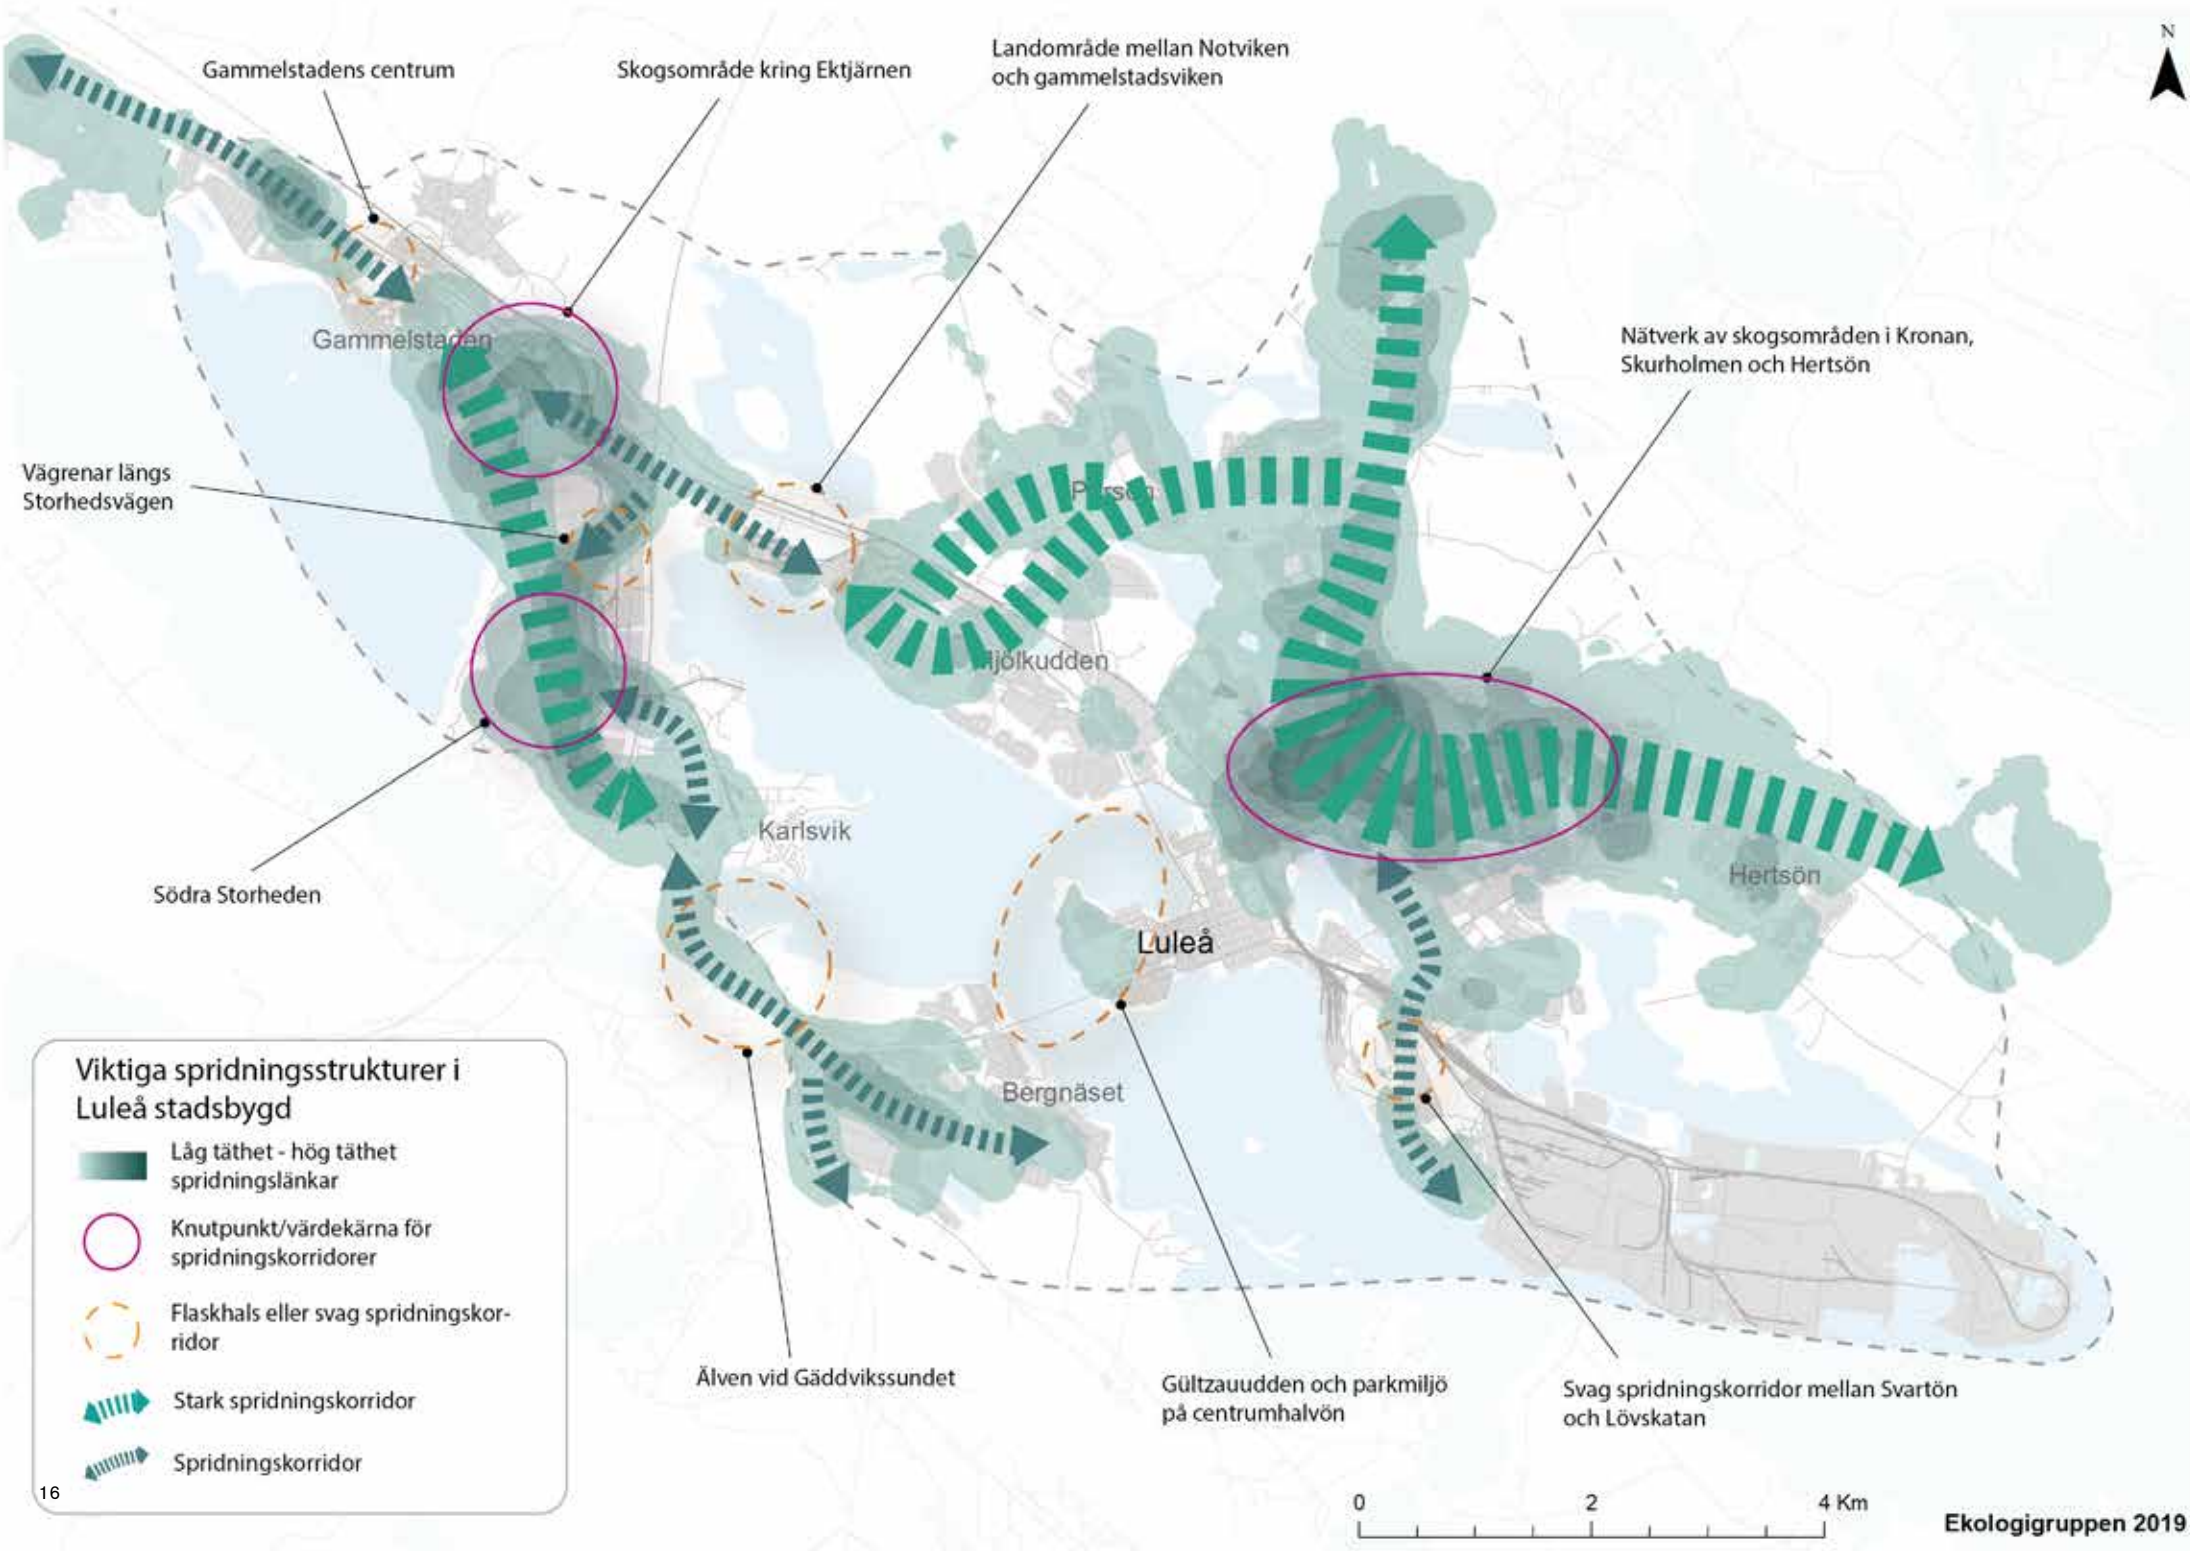 N
Gammelstadens centrum
Skogsområde kring Ektjärnen
Landområde mellan Notviken
och gammelstadsviken
Nätverk av skogsområden i Kronan,
Skurholmen och Hertsön
Gammelstaden
Vägrenar längs
Storhedsvägen
Karlsvik
Hertsön
Södra Storheden
Luleå
Bergnäset
Viktiga spridningsstrukturer i
Luleå stadsbygd
Låg täthet - hög täthet
spridningslänkar
Knutpunkt/värdekärna för
spridningskorridorer
Flaskhals eller svag spridningskor-
ridor
Stark spridningskorridor
Spridningskorridor
16
Älven vid Gäddvikssundet
Gültzauudden och parkmiljö
på centrumhalvön
Svag spridningskorridor mellan Svartön
och Lövskatan
0 2 4 Km
Ekologigruppen 2019